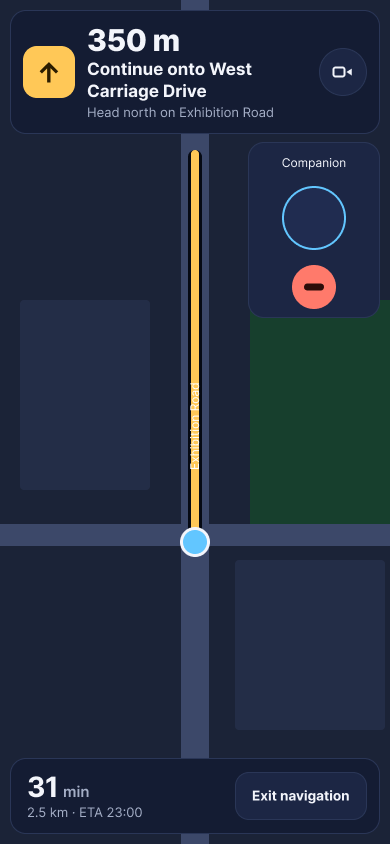 350 m
Continue onto West
Carriage Drive
Head north on Exhibition Road
Companion
Exhibition Road
31 min
2.5 km · ETA 23:00
Exit navigation